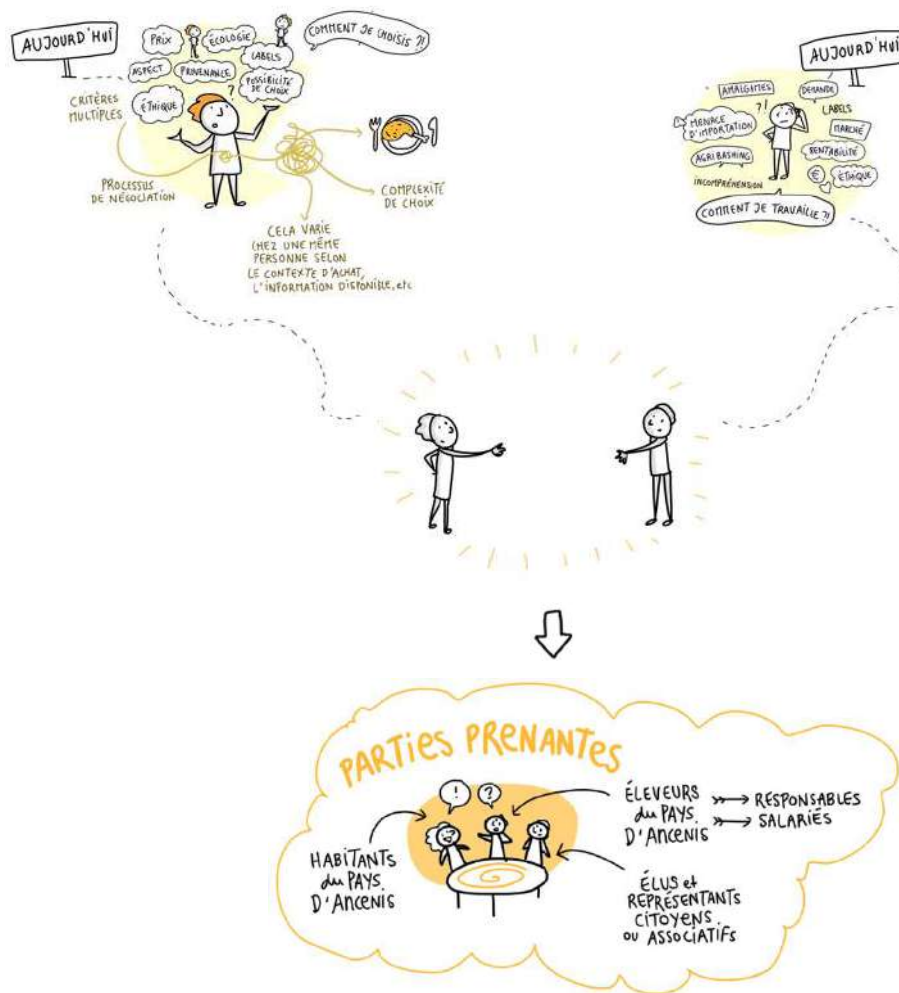 AUJOURD'HUI
PRIX
ÉCOLOGIE
COMMENT JE CHOISIS ?!
ASPECT
PROVENANCE
LABELS
POSSIBILITÉ
DE CHOIX
ÉTHIQUE
?
CRITÈRES
MULTIPLES
PROCESSUS
DE NÉGOCIATION
COMPLEXITÉ
DE CHOIX
CELA VARIE
CHEZ UNE MÊME
PERSONNE SELON
LE CONTEXTE D'ACHAT,
L'INFORMATION DISPONIBLE, etc
AUJOURD'HUI
AMALGAMES
DEMANDE
?!
LABELS
MENACE
D'IMPORTATION
MARCHÉ
AGRIBASHING
RENTABILITÉ
INCOMPRÉHENSION
€
ÉTHIQUE
COMMENT JE TRAVAILLE ?!
PARTIES PRENANTES
!
?
HABITANTS
du PAYS
D'ANCENIS
ÉLEVEURS
du PAYS
D'ANCENIS
RESPONSABLES
SALARIÉS
ÉLUS et
REPRÉSENTANTS
CITOYENS
ou ASSOCIATIFS